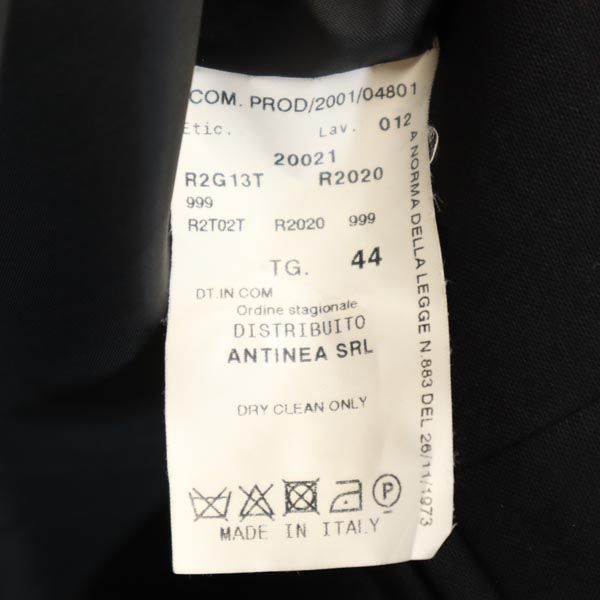 COM. PROD/2001/04801
Etic. Lav. 012
20021
R2G13T R2020
999
R2T02T R2020 999
TG. 44
DT.IN.COM
Ordine stagionale
DISTRIBUITO
ANTINEA SRL
DRY CLEAN ONLY
P
MADE IN ITALY
A NORMA DELLA LEGGE N.883 DEL 26/11/1973